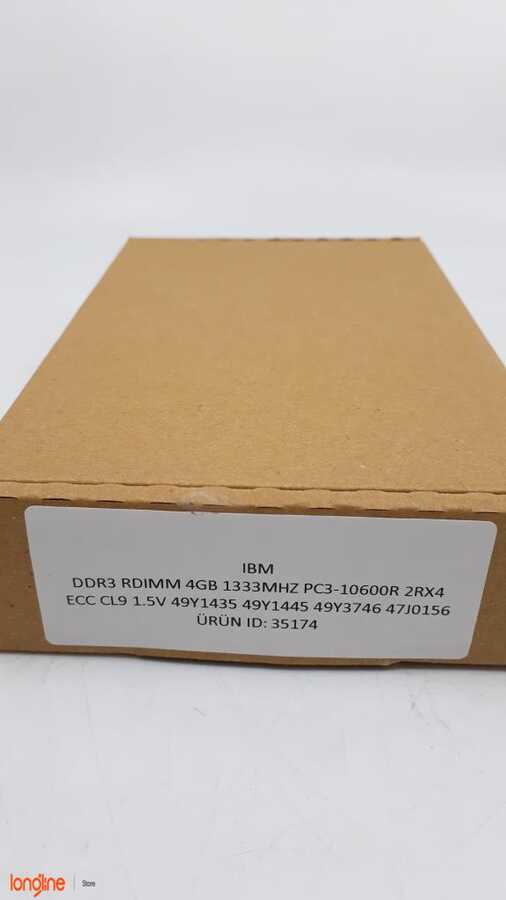 IBM
DDR3 RDIMM 4GB 1333MHZ PC3-10600R 2RX4
ECC CL9 1.5V 49Y1435 49Y1445 49Y3746 47J0156
ÜRÜN ID: 35174
longline | Store